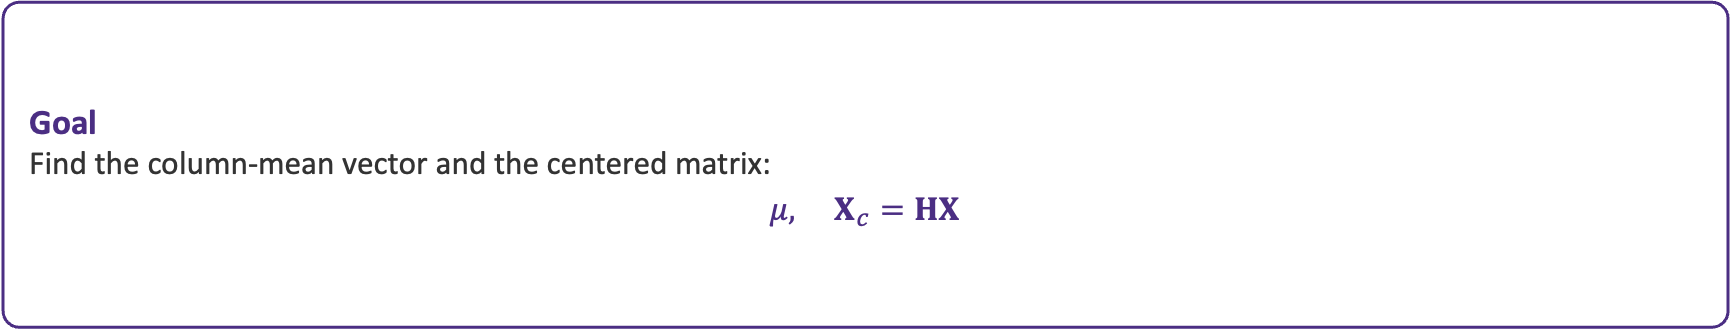 Goal
Find the column-mean vector and the centered matrix:
μ, X_c = HX